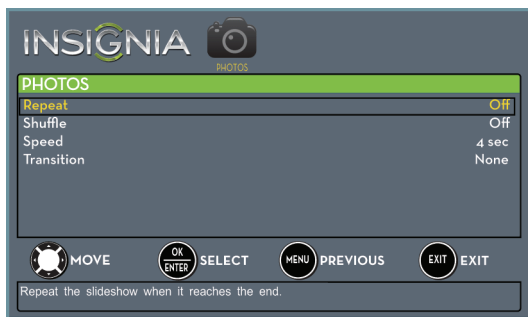 INSIGNIA
PHOTOS
PHOTOS
Repeat Off
Shuffle Off
Speed 4 sec
Transition None
MOVE OK ENTER SELECT MENU PREVIOUS EXIT EXIT
Repeat the slideshow when it reaches the end.